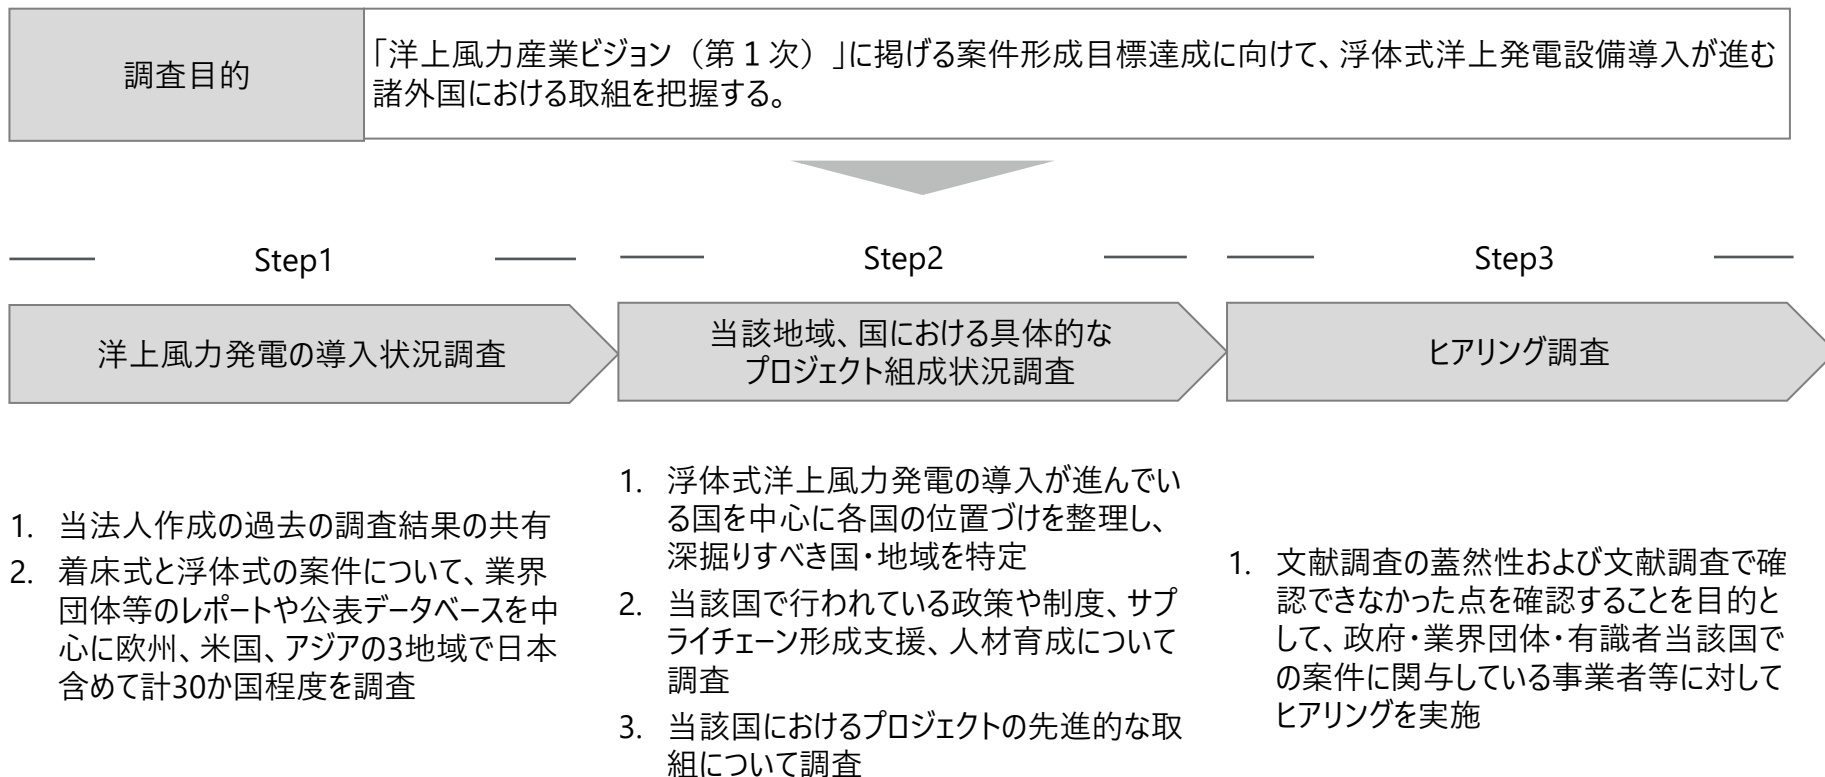 調査目的
「洋上風力産業ビジョン（第１次）」に掲げる案件形成目標達成に向けて、浮体式洋上発電設備導入が進む
諸外国における取組を把握する。
Step1
洋上風力発電の導入状況調査
1. 当法人作成の過去の調査結果の共有
2. 着床式と浮体式の案件について、業界
団体等のレポートや公表データベースを中
心に欧州、米国、アジアの3地域で日本
含めて計30か国程度を調査
Step2
当該地域、国における具体的な
プロジェクト組成状況調査
1. 浮体式洋上風力発電の導入が進んでい
る国を中心に各国の位置づけを整理し、
深掘りすべき国・地域を特定
2. 当該国で行われている政策や制度、サプ
ライチェーン形成支援、人材育成について
調査
3. 当該国におけるプロジェクトの先進的な取
組について調査
Step3
ヒアリング調査
1. 文献調査の蓋然性および文献調査で確
認できなかった点を確認することを目的と
して、政府・業界団体・有識者当該国で
の案件に関与している事業者等に対して
ヒアリングを実施